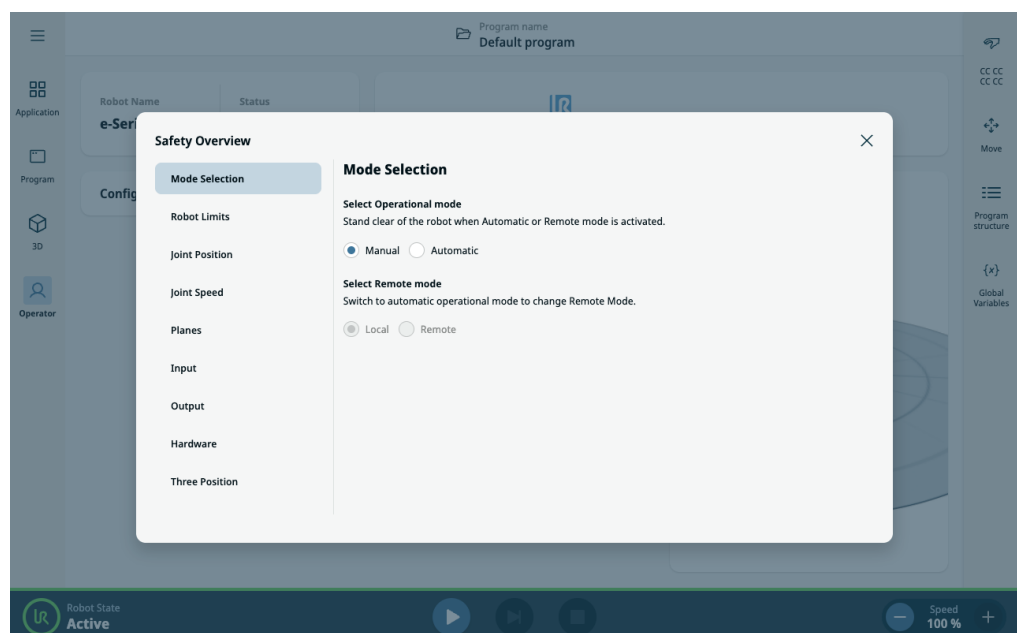 Program name
Default program
Application
Program
3D
Operator
Robot Name
Status
e-Seri
Config
Safety Overview
Mode Selection
Robot Limits
Joint Position
Joint Speed
Planes
Input
Output
Hardware
Three Position
Mode Selection
Select Operational mode
Stand clear of the robot when Automatic or Remote mode is activated.
Manual Automatic
Select Remote mode
Switch to automatic operational mode to change Remote Mode.
Local Remote
CC CC
CC CC
Move
Program
structure
{x}
Global
Variables
Robot State
Active
Speed
100 %